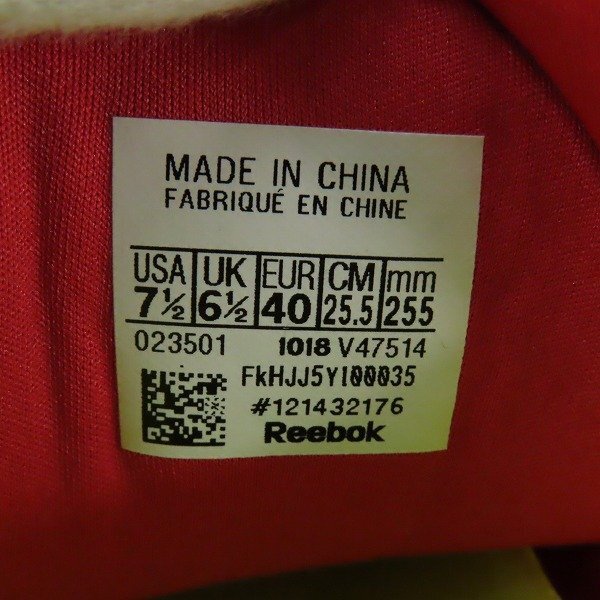 MADE IN CHINA
FABRIQUÉ EN CHINE
USA UK EUR CM mm
7½ 6½ 40 25.5 255
023501 1018 V47514
FkHJJ5Yl00035
#121432176
Reebok